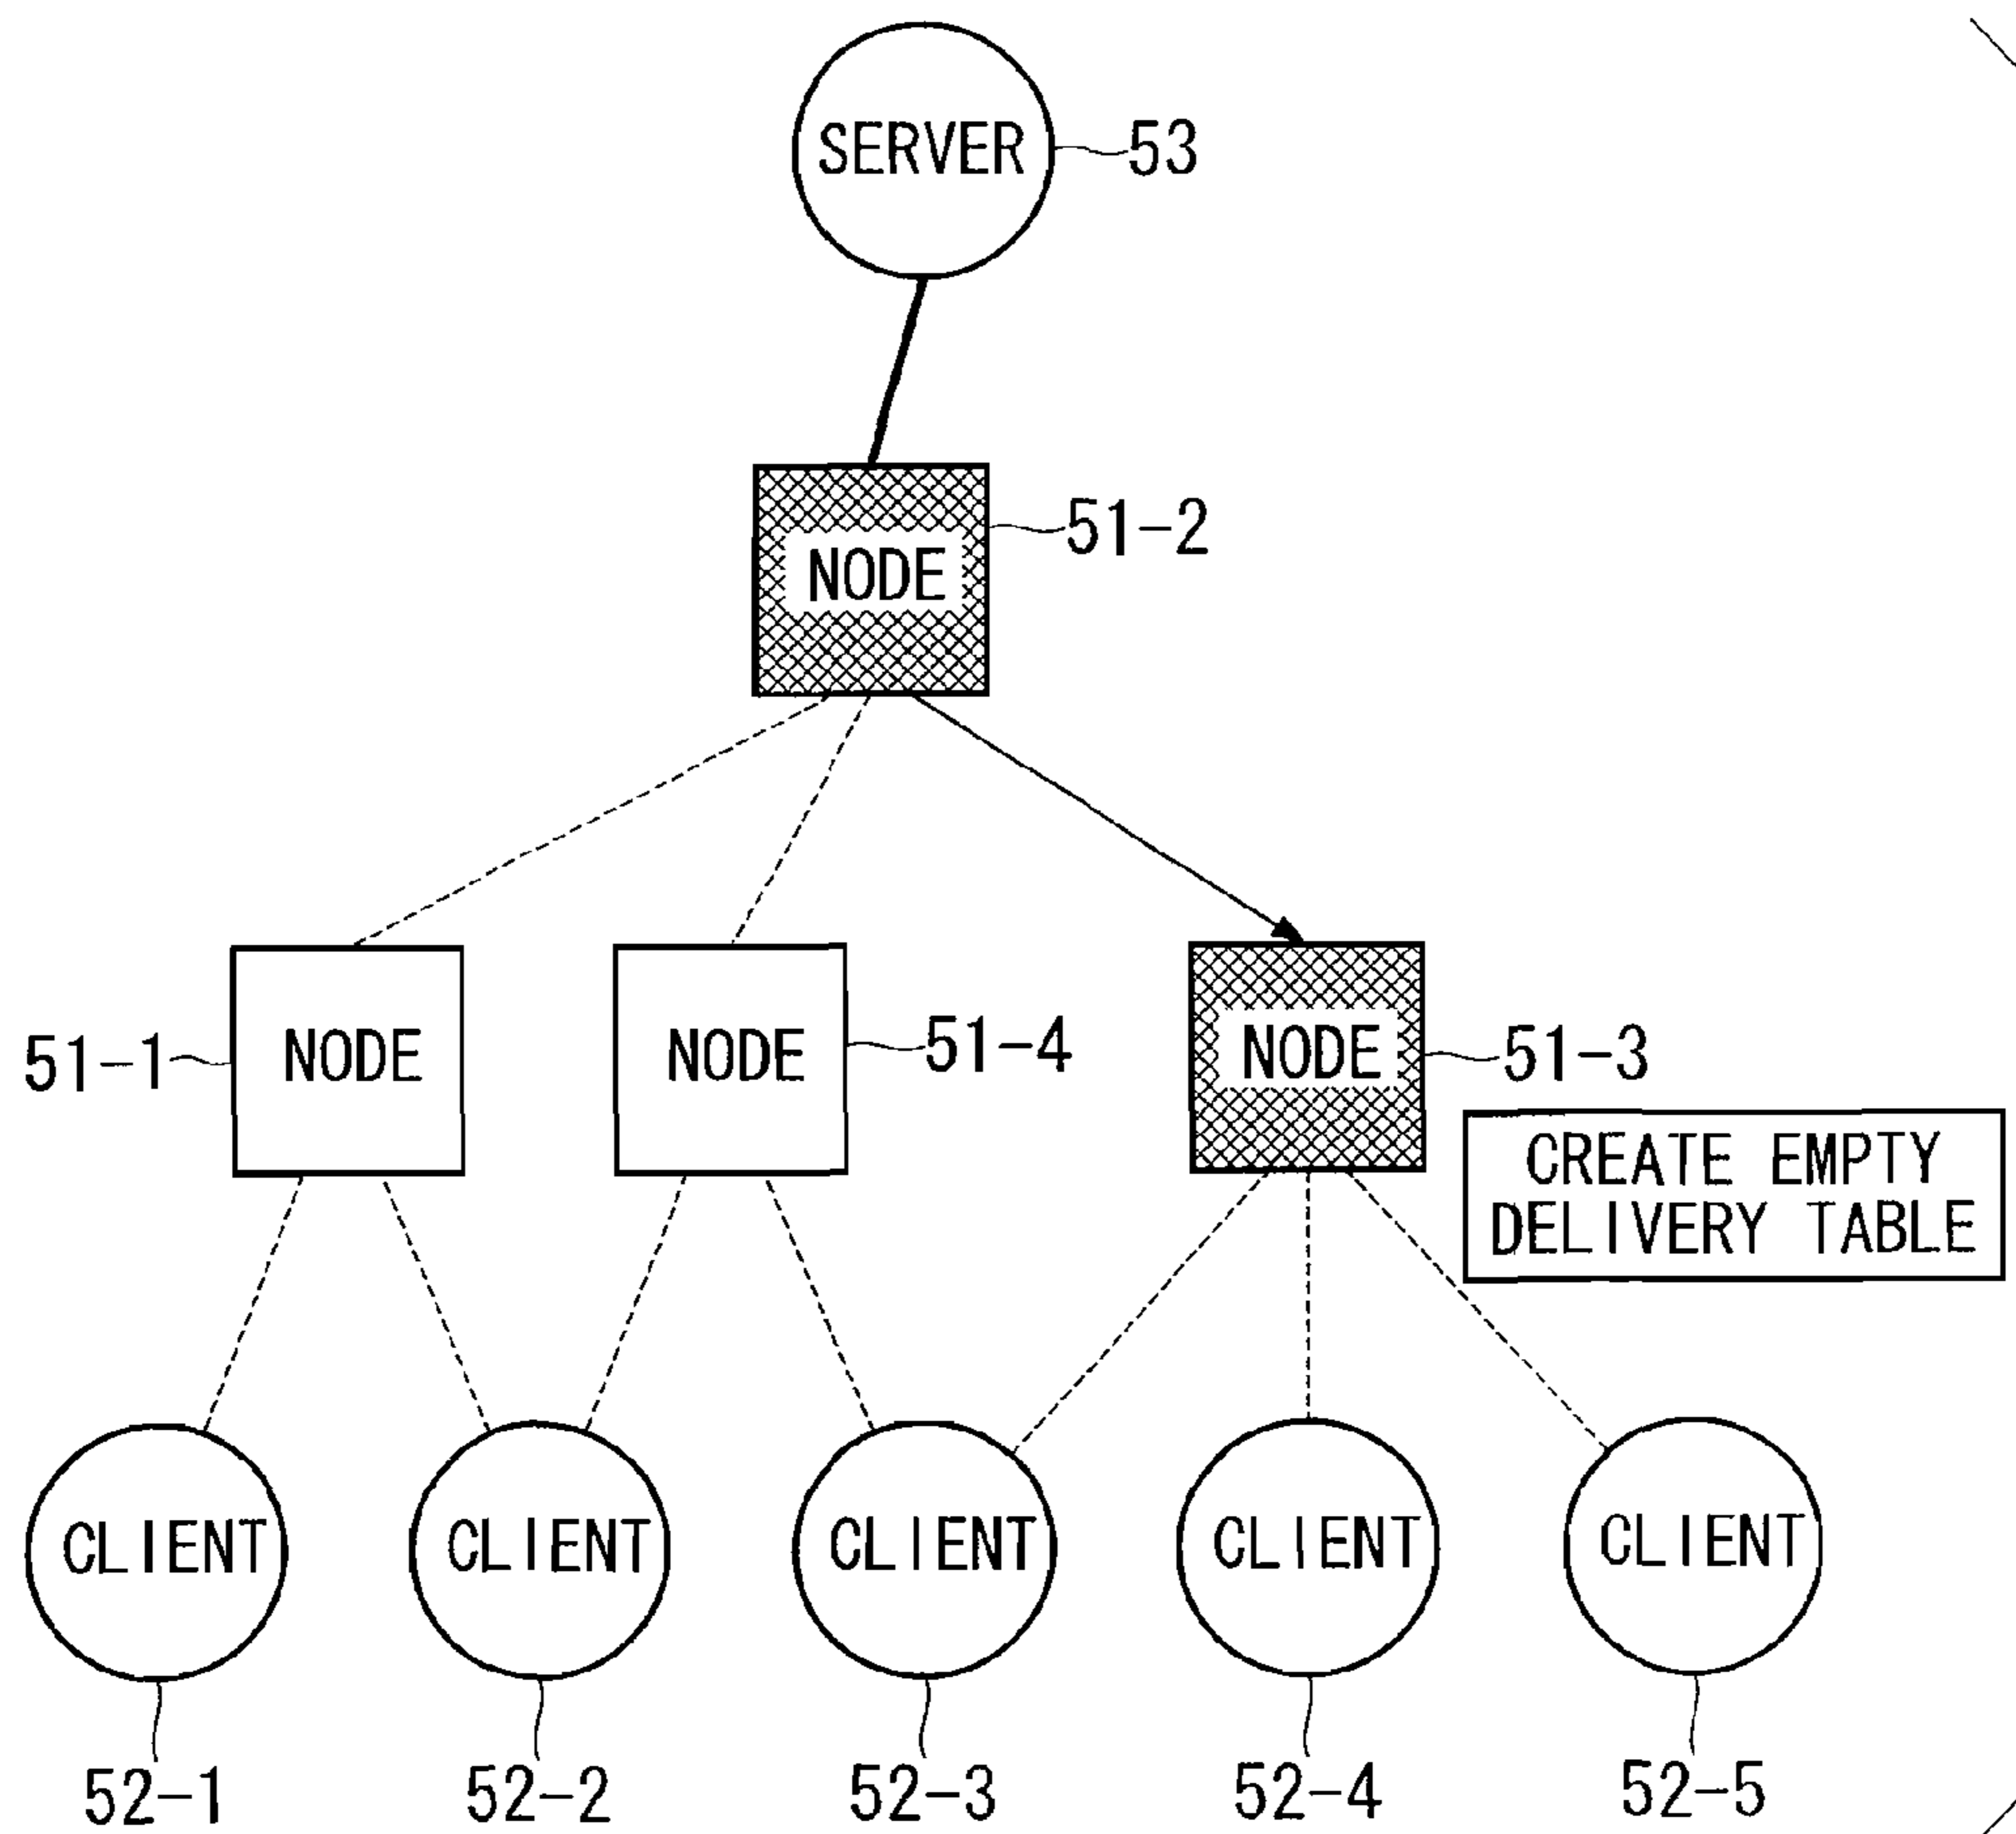 SERVER
53
NODE
51-2
51-1
NODE
NODE
51-4
NODE
51-3
CREATE EMPTY
DELIVERY TABLE
CLIENT
CLIENT
CLIENT
CLIENT
CLIENT
52-1
52-2
52-3
52-4
52-5